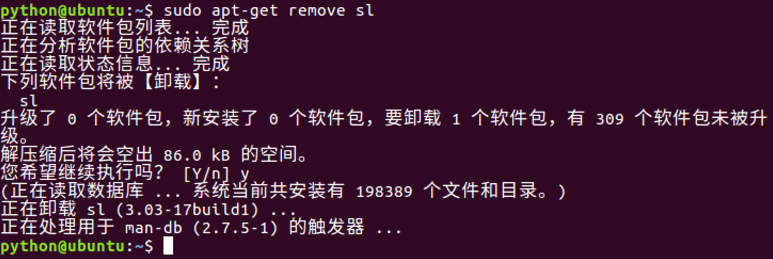 python@ubuntu:~$ sudo apt-get remove sl
正在读取软件包列表... 完成
正在分析软件包的依赖关系树
正在读取状态信息... 完成
下列软件包将被【卸载】：
  sl
升级了 0 个软件包，新安装了 0 个软件包，要卸载 1 个软件包，有 309 个软件包未被升
级。
解压缩后将会空出 86.0 kB 的空间。
您希望继续执行吗？ [Y/n] y
(正在读取数据库 ... 系统当前共安装有 198389 个文件和目录。)
正在卸载 sl (3.03-17build1) ...
正在处理用于 man-db (2.7.5-1) 的触发器 ...
python@ubuntu:~$